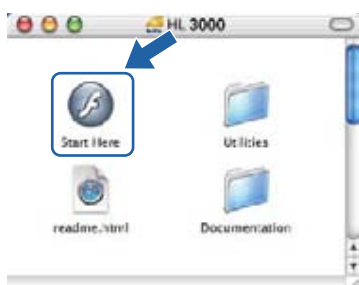 HL 3000
Start Here
Utilities
readme.html
Documentation